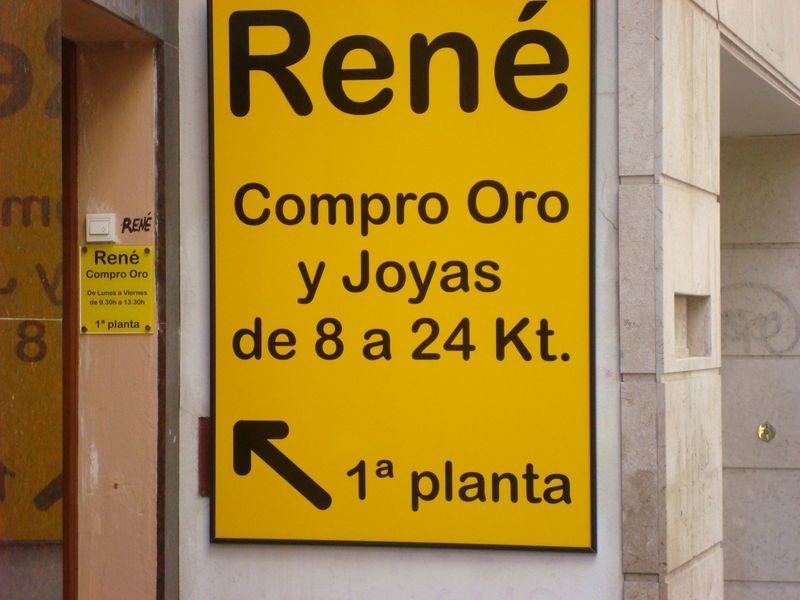 René
Compro Oro
y Joyas
de 8 a 24 Kt.
1ª planta
RENÉ
René
Compro Oro
De Lunes a Viernes
de 9.30h a 13.30h
1ª planta